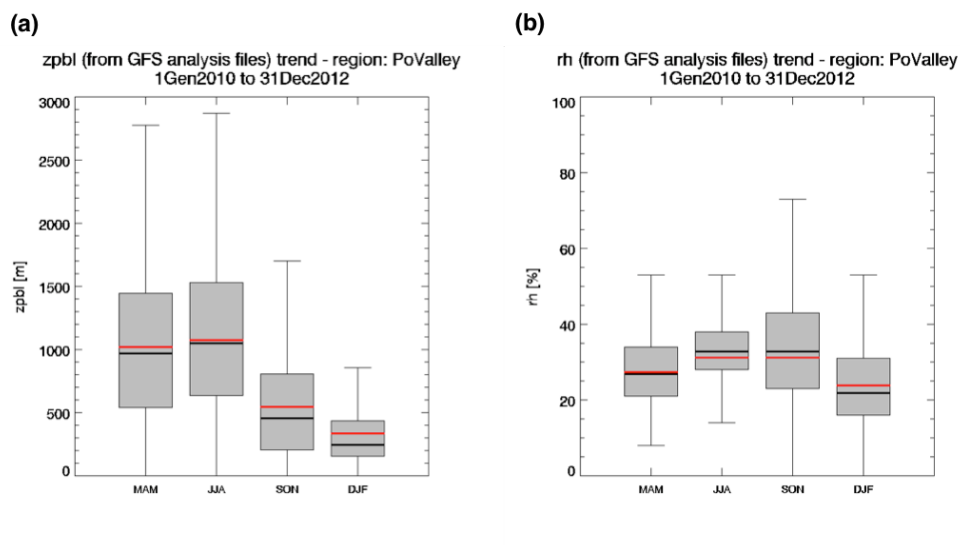 (a)
zpbl (from GFS analysis files) trend - region: PoValley
1Gen2010 to 31Dec2012
3000
2500
2000
1500
1000
500
0
zpbl [m]
MAM JJA SON DJF
(b)
rh (from GFS analysis files) trend - region: PoValley
1Gen2010 to 31Dec2012
100
80
60
40
20
0
rh [%]
MAM JJA SON DJF